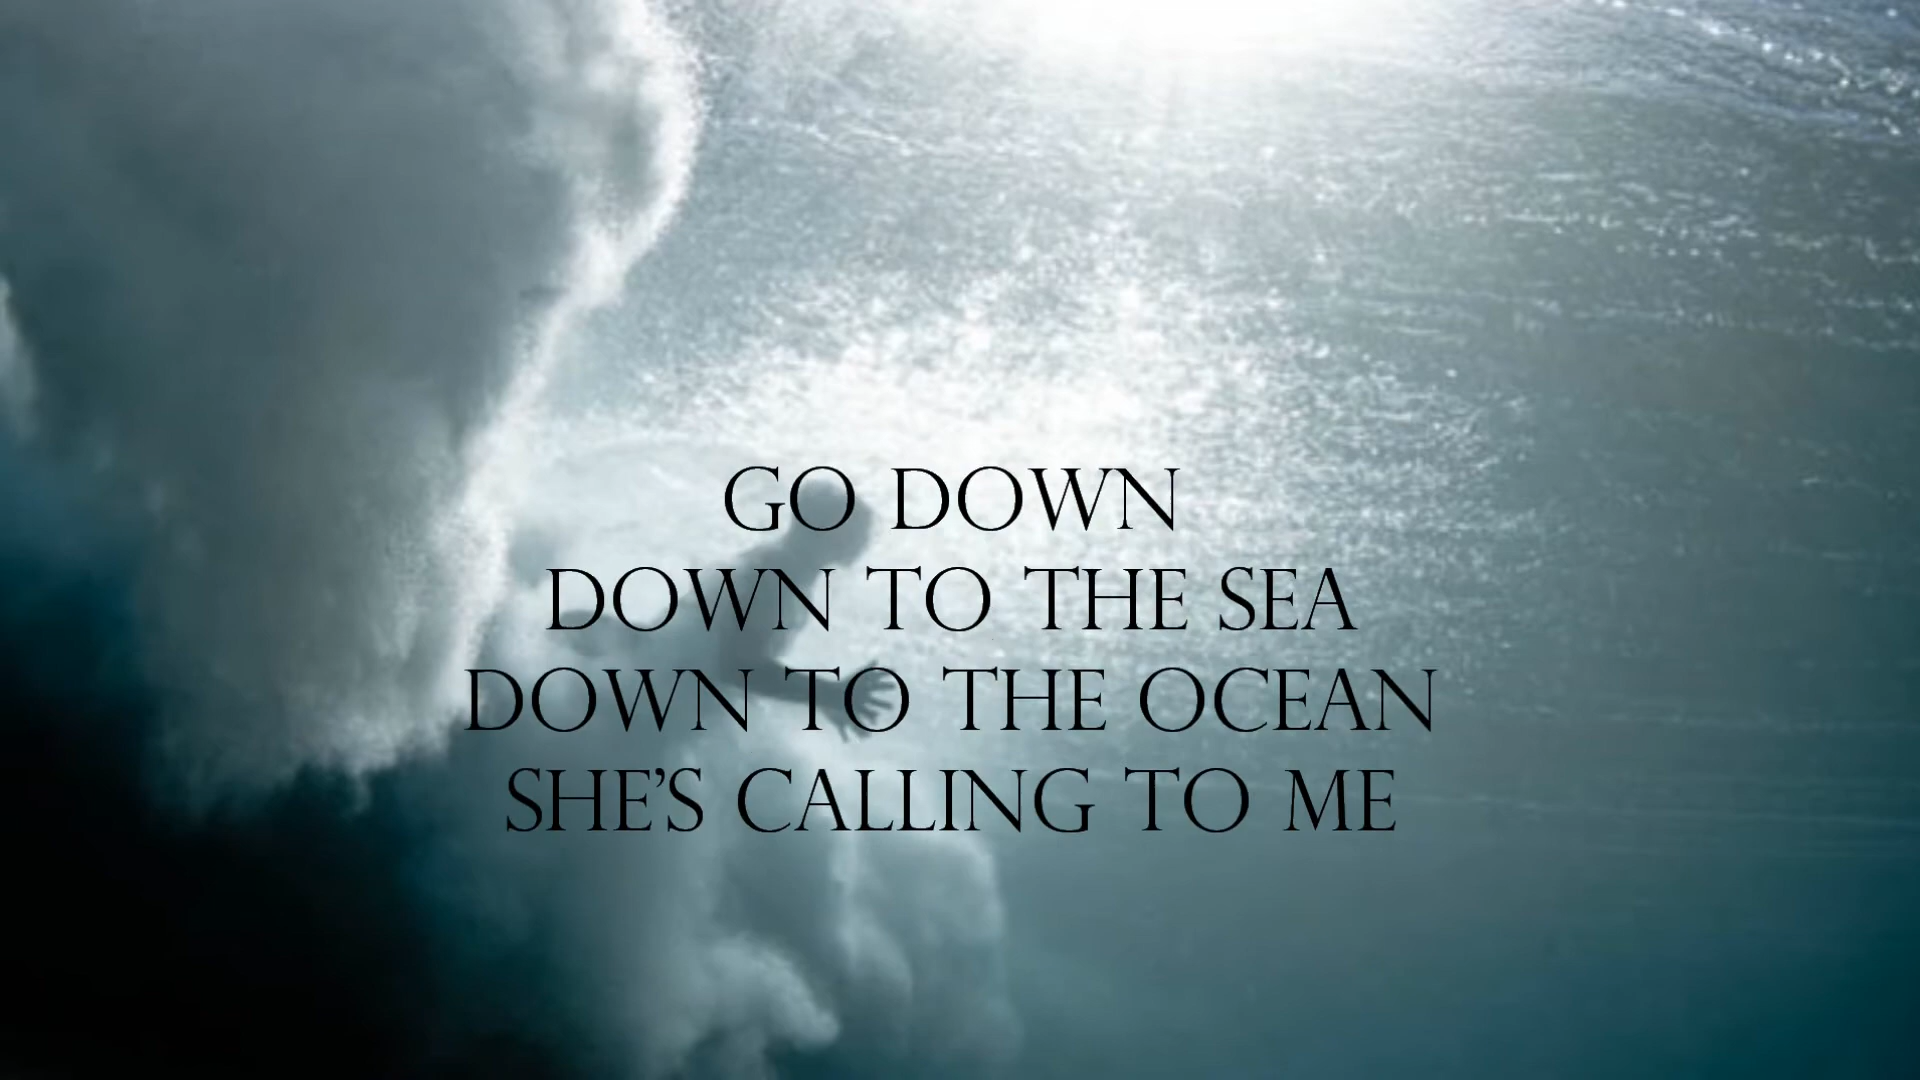 GO DOWN
DOWN TO THE SEA
DOWN TO THE OCEAN
SHE'S CALLING TO ME